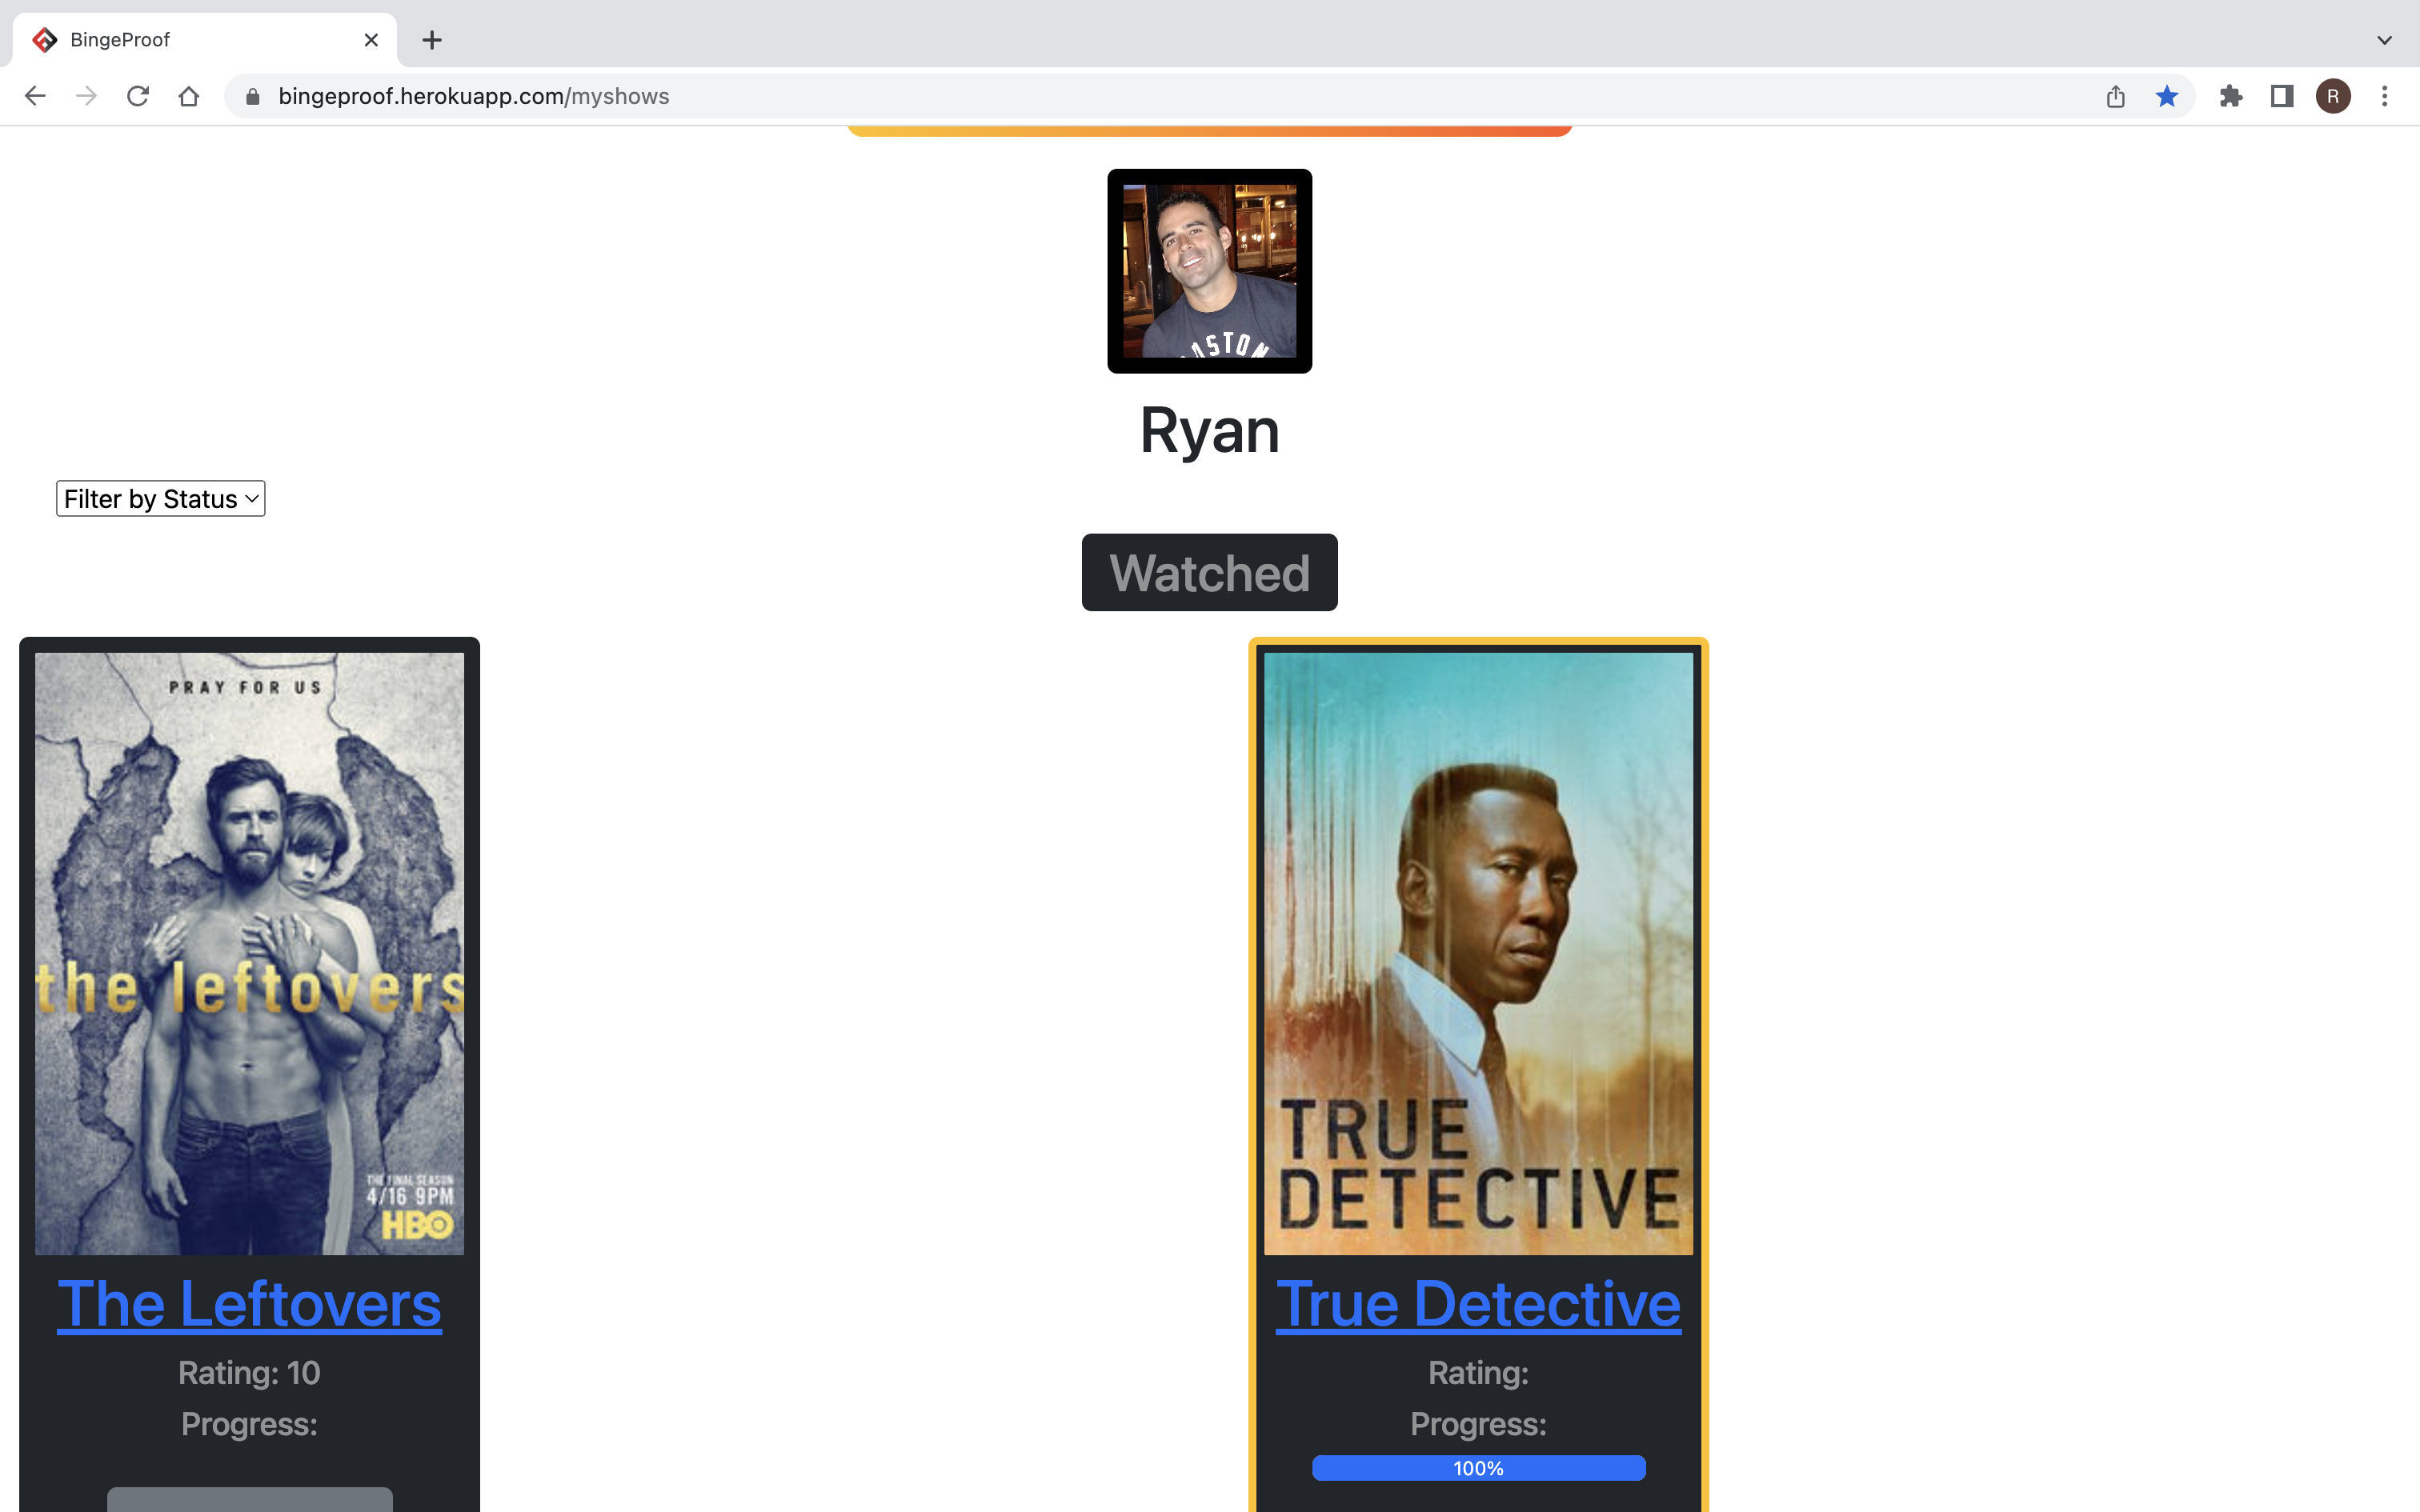 BingeProof
bingeproof.herokuapp.com/myshows
R
OSTON
Ryan
Filter by Status
Watched
PRAY FOR US
the leftovers
THE FINAL SEASON
4/16 9PM
HBO
TRUE
DETECTIVE
The Leftovers
True Detective
Rating: 10
Rating:
Progress:
Progress:
100%